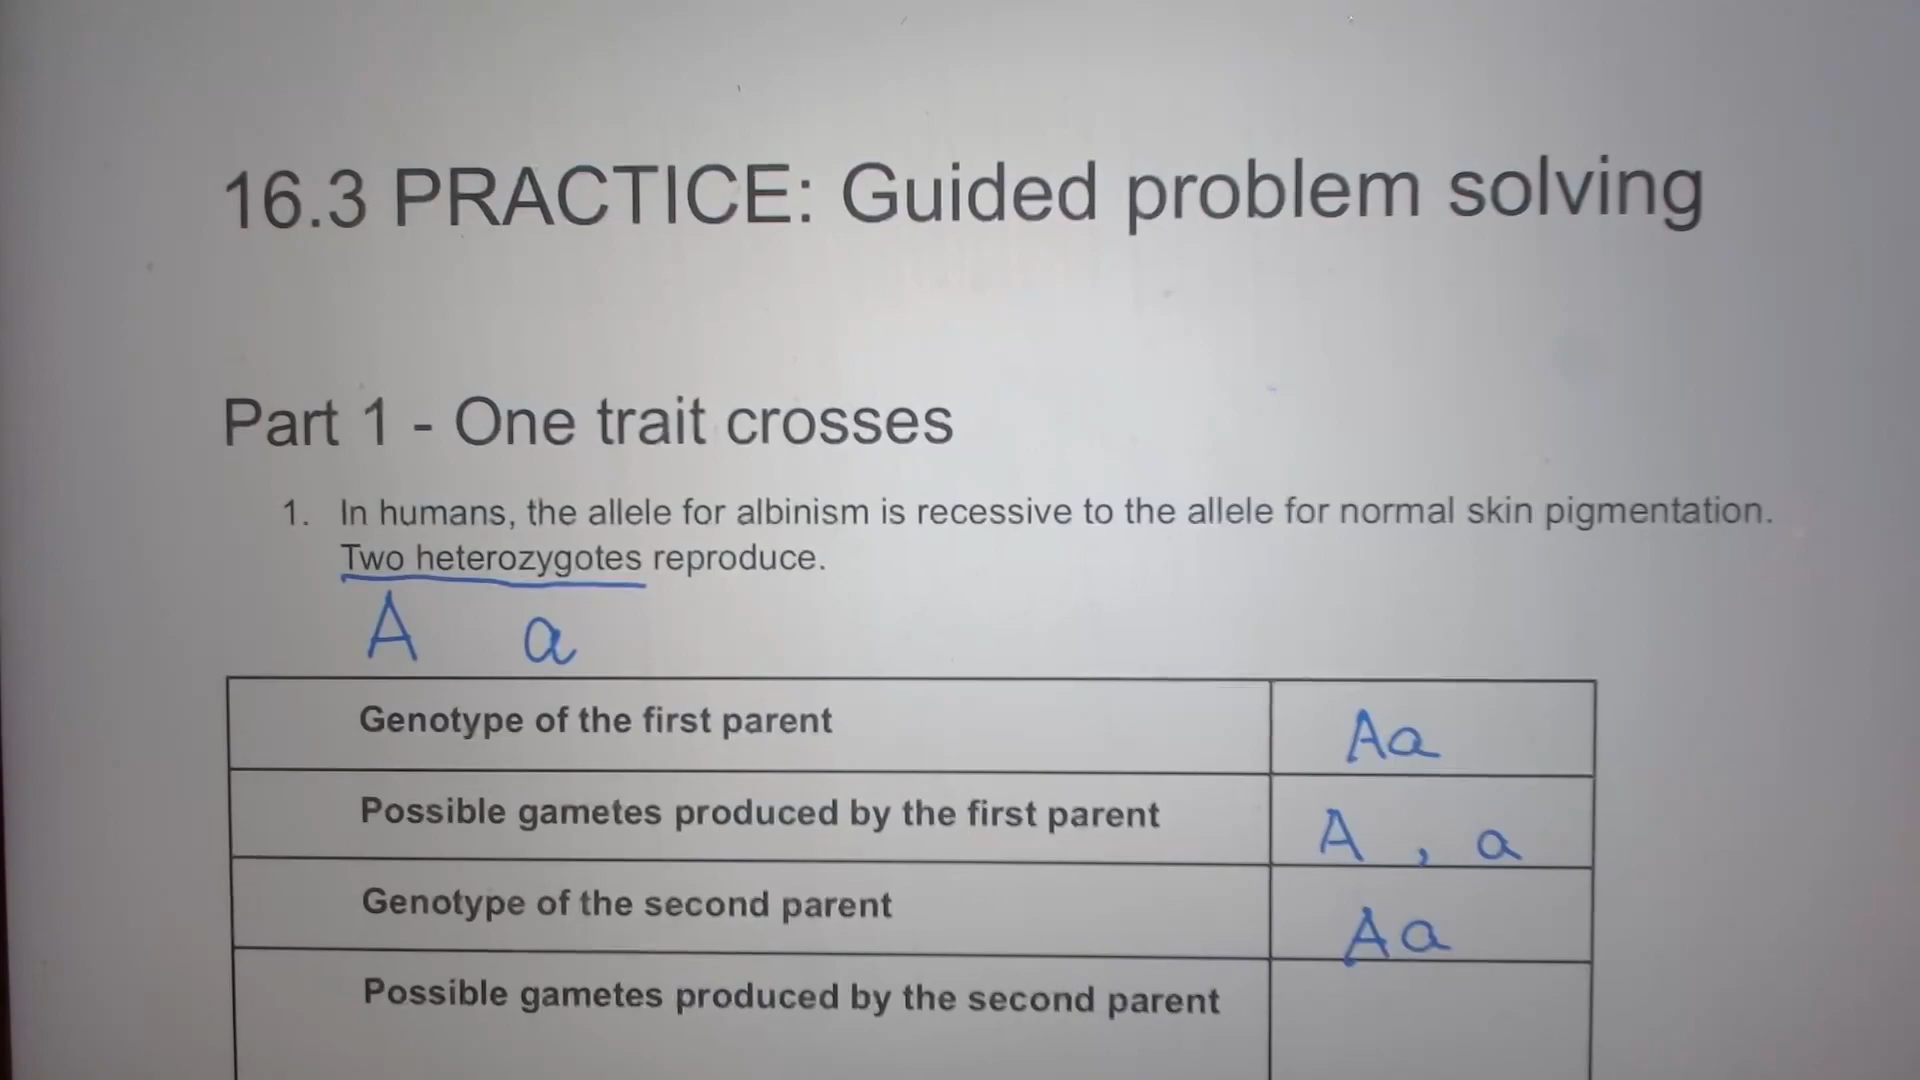 16.3 PRACTICE: Guided problem solving
Part 1 - One trait crosses
1. In humans, the allele for albinism is recessive to the allele for normal skin pigmentation.
Two heterozygotes reproduce.
A a
Genotype of the first parent Aa
Possible gametes produced by the first parent A , a
Genotype of the second parent Aa
Possible gametes produced by the second parent